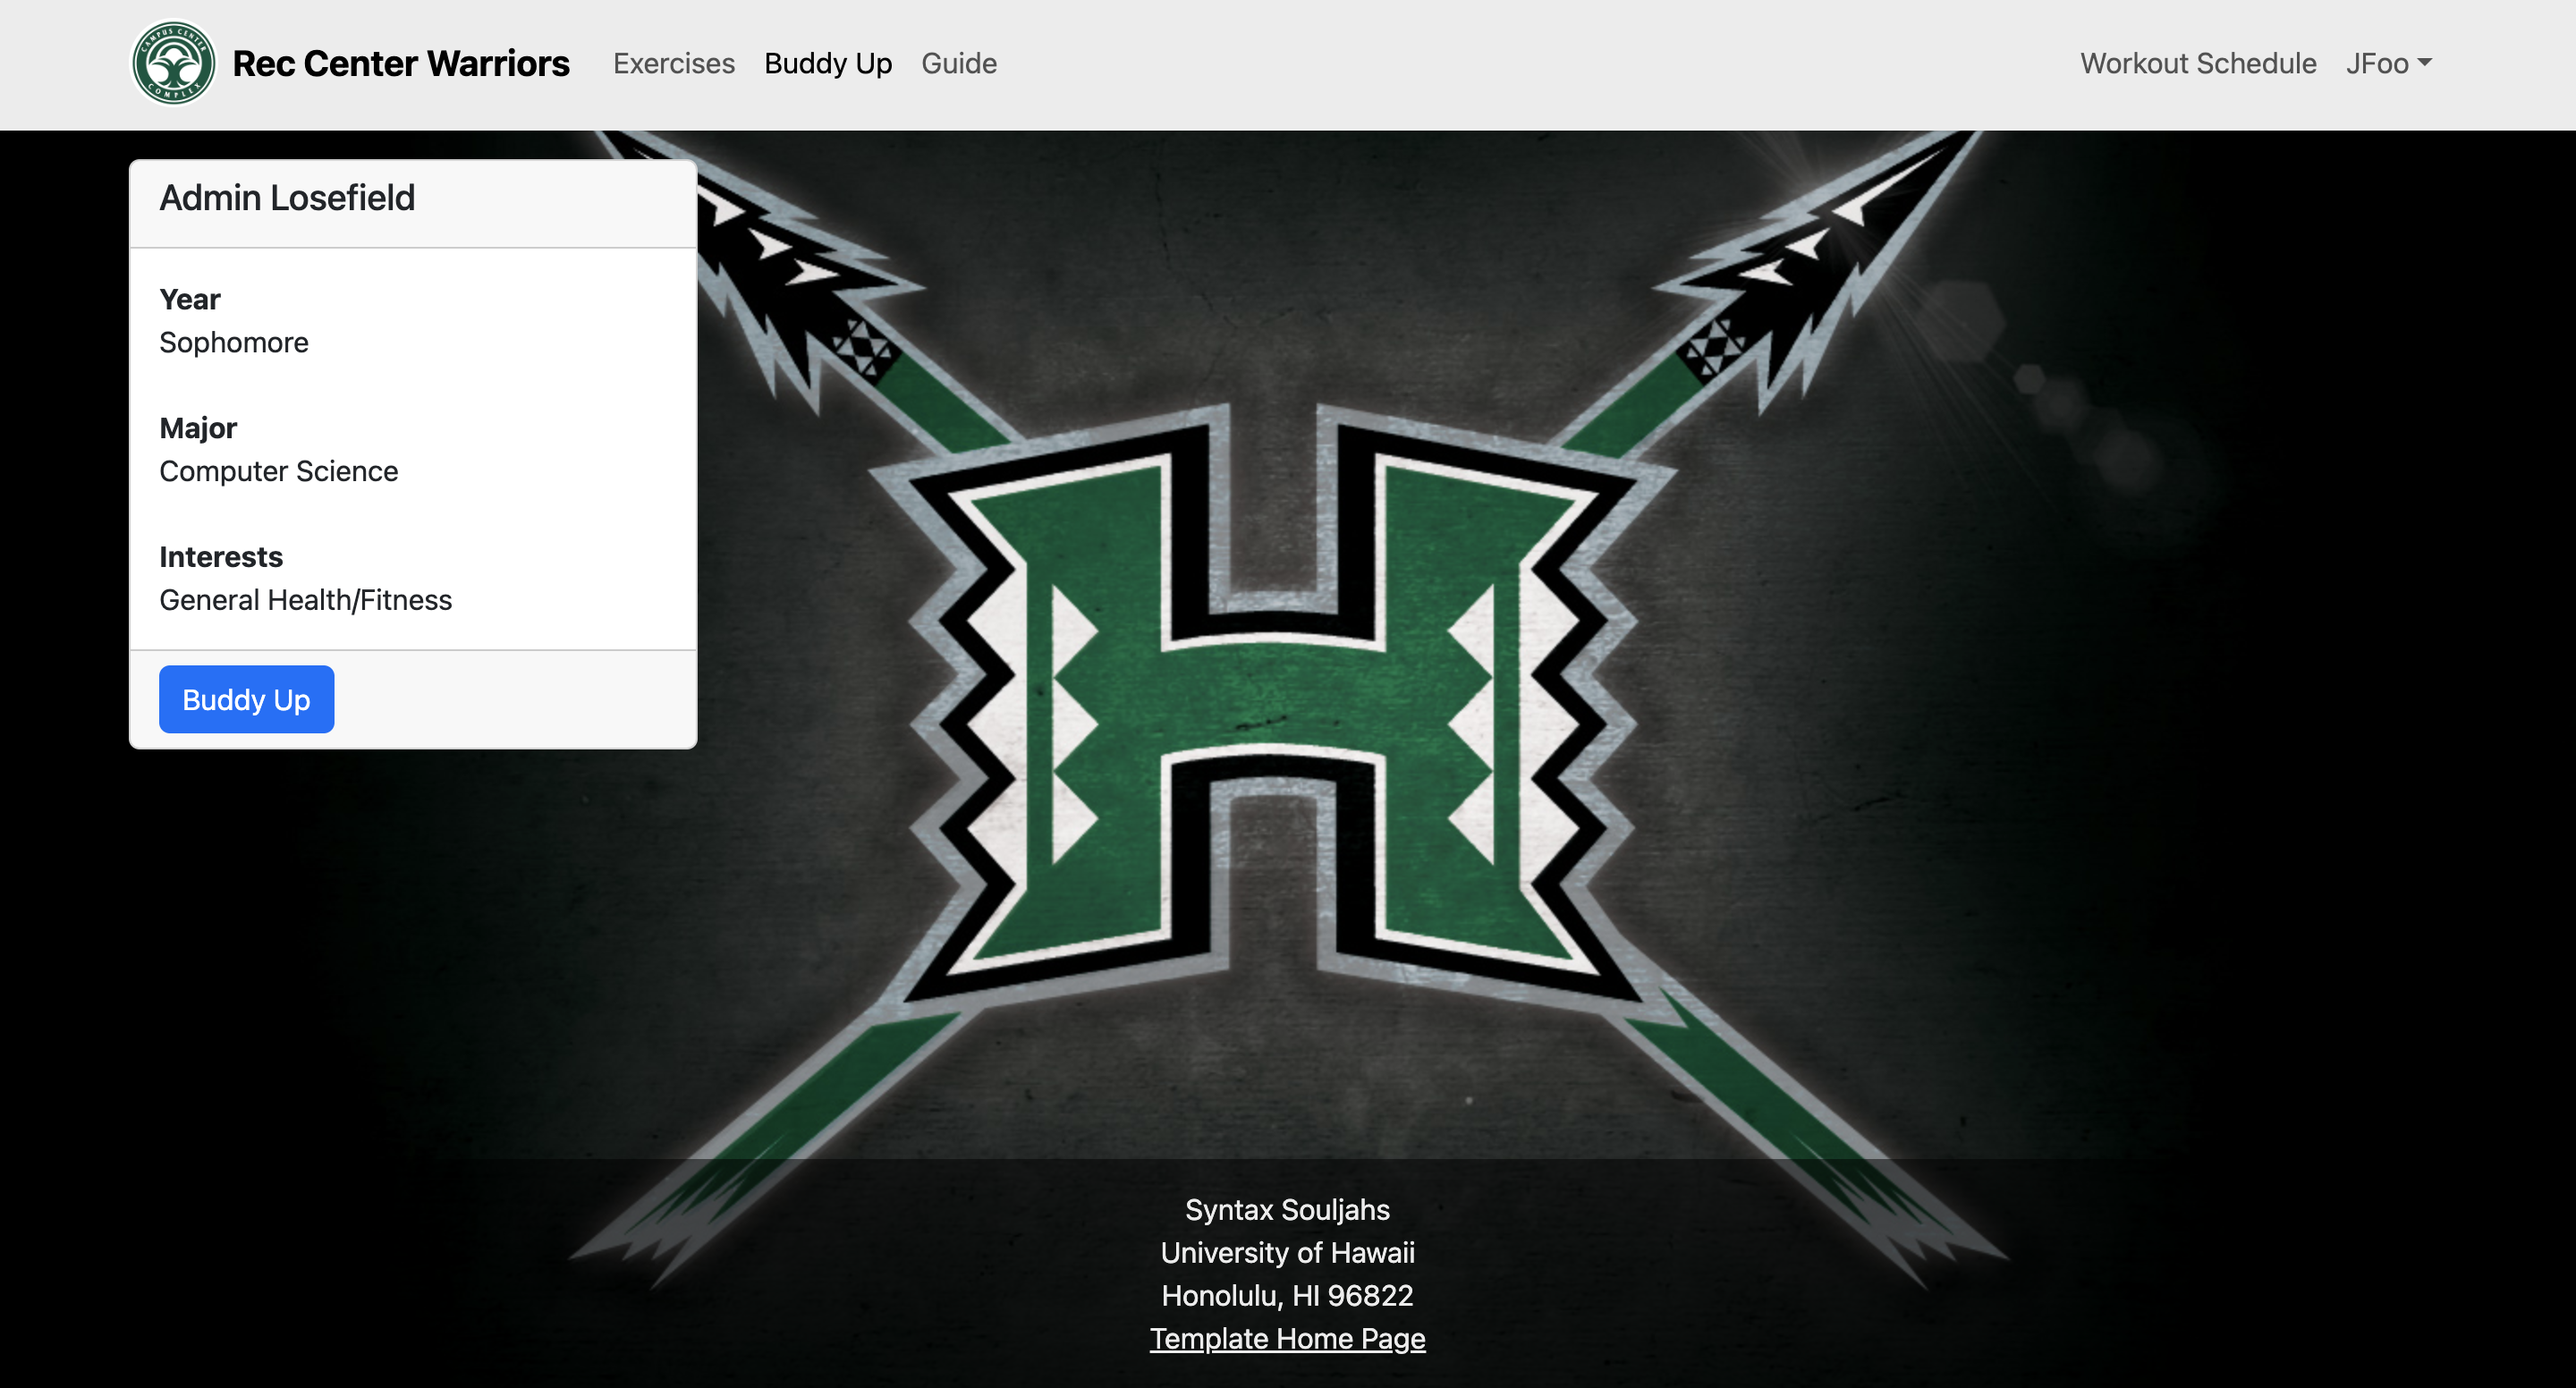 CAMPUS CENTER
COMPLEX
Rec Center Warriors
Exercises
Buddy Up
Guide
Workout Schedule
JFoo
Admin Losefield
Year
Sophomore
Major
Computer Science
Interests
General Health/Fitness
Buddy Up
H
Syntax Souljahs
University of Hawaii
Honolulu, HI 96822
Template Home Page